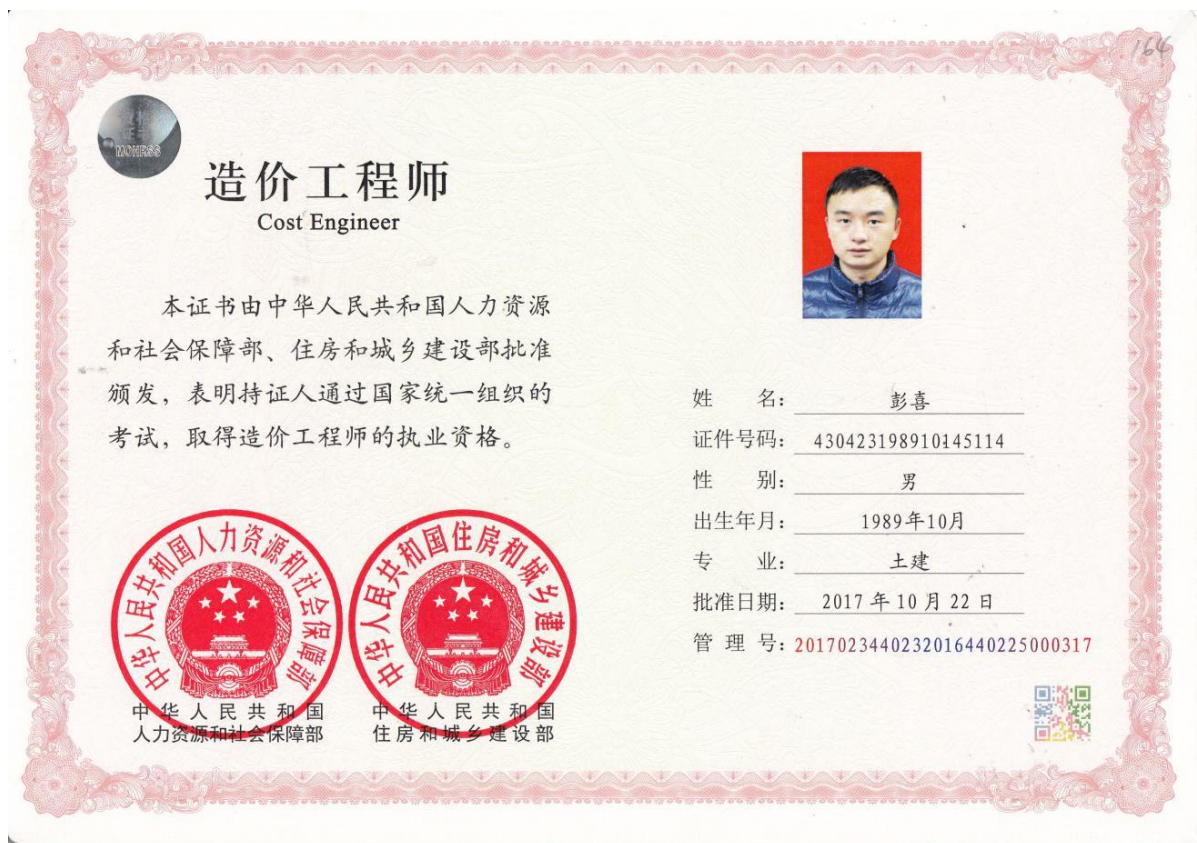 164
MOHRSS
造价工程师
Cost Engineer
本证书由中华人民共和国人力资源
和社会保障部、住房和城乡建设部批准
颁发，表明持证人通过国家统一组织的
考试，取得造价工程师的执业资格。
中华人民共和国人力资源和社会保障部
中华人民共和国住房和城乡建设部
中华人民共和国
人力资源和社会保障部
中华人民共和国
住房和城乡建设部
姓名：彭喜
证件号码：430423198910145114
性别：男
出生年月：1989年10月
专业：土建
批准日期：2017年10月22日
管理号：2017023440232016440225000317